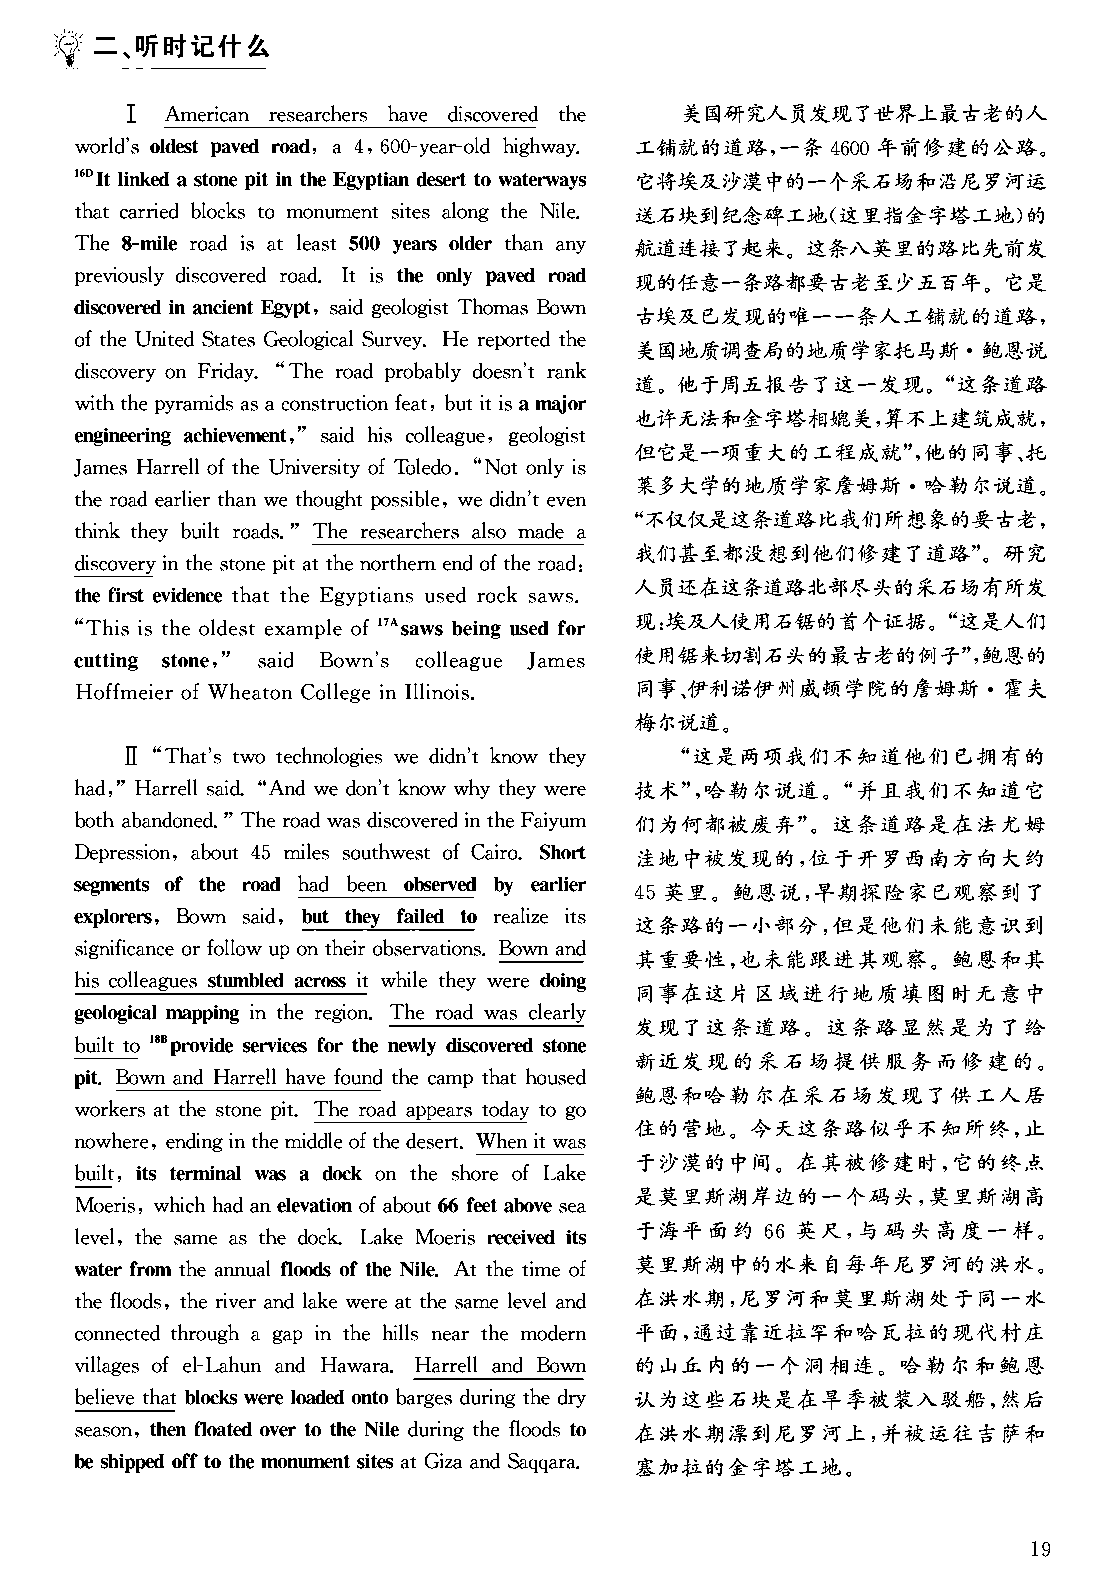 二、听时记什么
Ⅰ American researchers have discovered the
world's oldest paved road, a 4,600-year-old highway.
16D It linked a stone pit in the Egyptian desert to waterways
that carried blocks to monument sites along the Nile.
The 8-mile road is at least 500 years older than any
previously discovered road. It is the only paved road
discovered in ancient Egypt, said geologist Thomas Bown
of the United States Geological Survey. He reported the
discovery on Friday. “The road probably doesn't rank
with the pyramids as a construction feat, but it is a major
engineering achievement,” said his colleague, geologist
James Harrell of the University of Toledo. “Not only is
the road earlier than we thought possible, we didn't even
think they built roads.” The researchers also made a
discovery in the stone pit at the northern end of the road:
the first evidence that the Egyptians used rock saws.
“This is the oldest example of 17A saws being used for
cutting stone,” said Bown's colleague James
Hoffmeier of Wheaton College in Illinois.
Ⅱ “That's two technologies we didn't know they
had,” Harrell said. “And we don't know why they were
both abandoned.” The road was discovered in the Faiyum
Depression, about 45 miles southwest of Cairo. Short
segments of the road had been observed by earlier
explorers, Bown said, but they failed to realize its
significance or follow up on their observations. Bown and
his colleagues stumbled across it while they were doing
geological mapping in the region. The road was clearly
built to 18B provide services for the newly discovered stone
pit. Bown and Harrell have found the camp that housed
workers at the stone pit. The road appears today to go
nowhere, ending in the middle of the desert. When it was
built, its terminal was a dock on the shore of Lake
Moeris, which had an elevation of about 66 feet above sea
level, the same as the dock. Lake Moeris received its
water from the annual floods of the Nile. At the time of
the floods, the river and lake were at the same level and
connected through a gap in the hills near the modern
villages of el-Lahun and Hawara. Harrell and Bown
believe that blocks were loaded onto barges during the dry
season, then floated over to the Nile during the floods to
be shipped off to the monument sites at Giza and Saqqara.
美国研究人员发现了世界上最古老的人
工铺就的道路,一条 4600 年前修建的公路。
它将埃及沙漠中的一个采石场和沿尼罗河运
送石块到纪念碑工地(这里指金字塔工地)的
航道连接了起来。这条八英里的路比先前发
现的任意一条路都要古老至少五百年。它是
古埃及已发现的唯一一条人工铺就的道路,
美国地质调查局的地质学家托马斯·鲍恩说
道。他于周五报告了这一发现。“这条道路
也许无法和金字塔相媲美,算不上建筑成就,
但它是一项重大的工程成就”,他的同事、托
莱多大学的地质学家詹姆斯·哈勒尔说道。
“不仅仅是这条道路比我们所想象的要古老,
我们甚至都没想到他们修建了道路”。研究
人员还在这条道路北部尽头的采石场有所发
现:埃及人使用石锯的首个证据。“这是人们
使用锯来切割石头的最古老的例子”,鲍恩的
同事、伊利诺伊州威顿学院的詹姆斯·霍夫
梅尔说道。
“这是两项我们不知道他们已拥有的
技术”,哈勒尔说道。“并且我们不知道它
们为何都被废弃”。这条道路是在法尤姆
洼地中被发现的,位于开罗西南方向大约
45 英里。鲍恩说,早期探险家已观察到了
这条路的一小部分,但是他们未能意识到
其重要性,也未能跟进其观察。鲍恩和其
同事在这片区域进行地质填图时无意中
发现了这条道路。这条路显然是为了给
新近发现的采石场提供服务而修建的。
鲍恩和哈勒尔在采石场发现了供工人居
住的营地。今天这条路似乎不知所终,止
于沙漠的中间。在其被修建时,它的终点
是莫里斯湖岸边的一个码头,莫里斯湖高
于海平面约 66 英尺,与码头高度一样。
莫里斯湖中的水来自每年尼罗河的洪水。
在洪水期,尼罗河和莫里斯湖处于同一水
平面,通过靠近拉罕和哈瓦拉的现代村庄
的山丘内的一个洞相连。哈勒尔和鲍恩
认为这些石块是在旱季被装入驳船,然后
在洪水期漂到尼罗河上,并被运往吉萨和
塞加拉的金字塔工地。
19